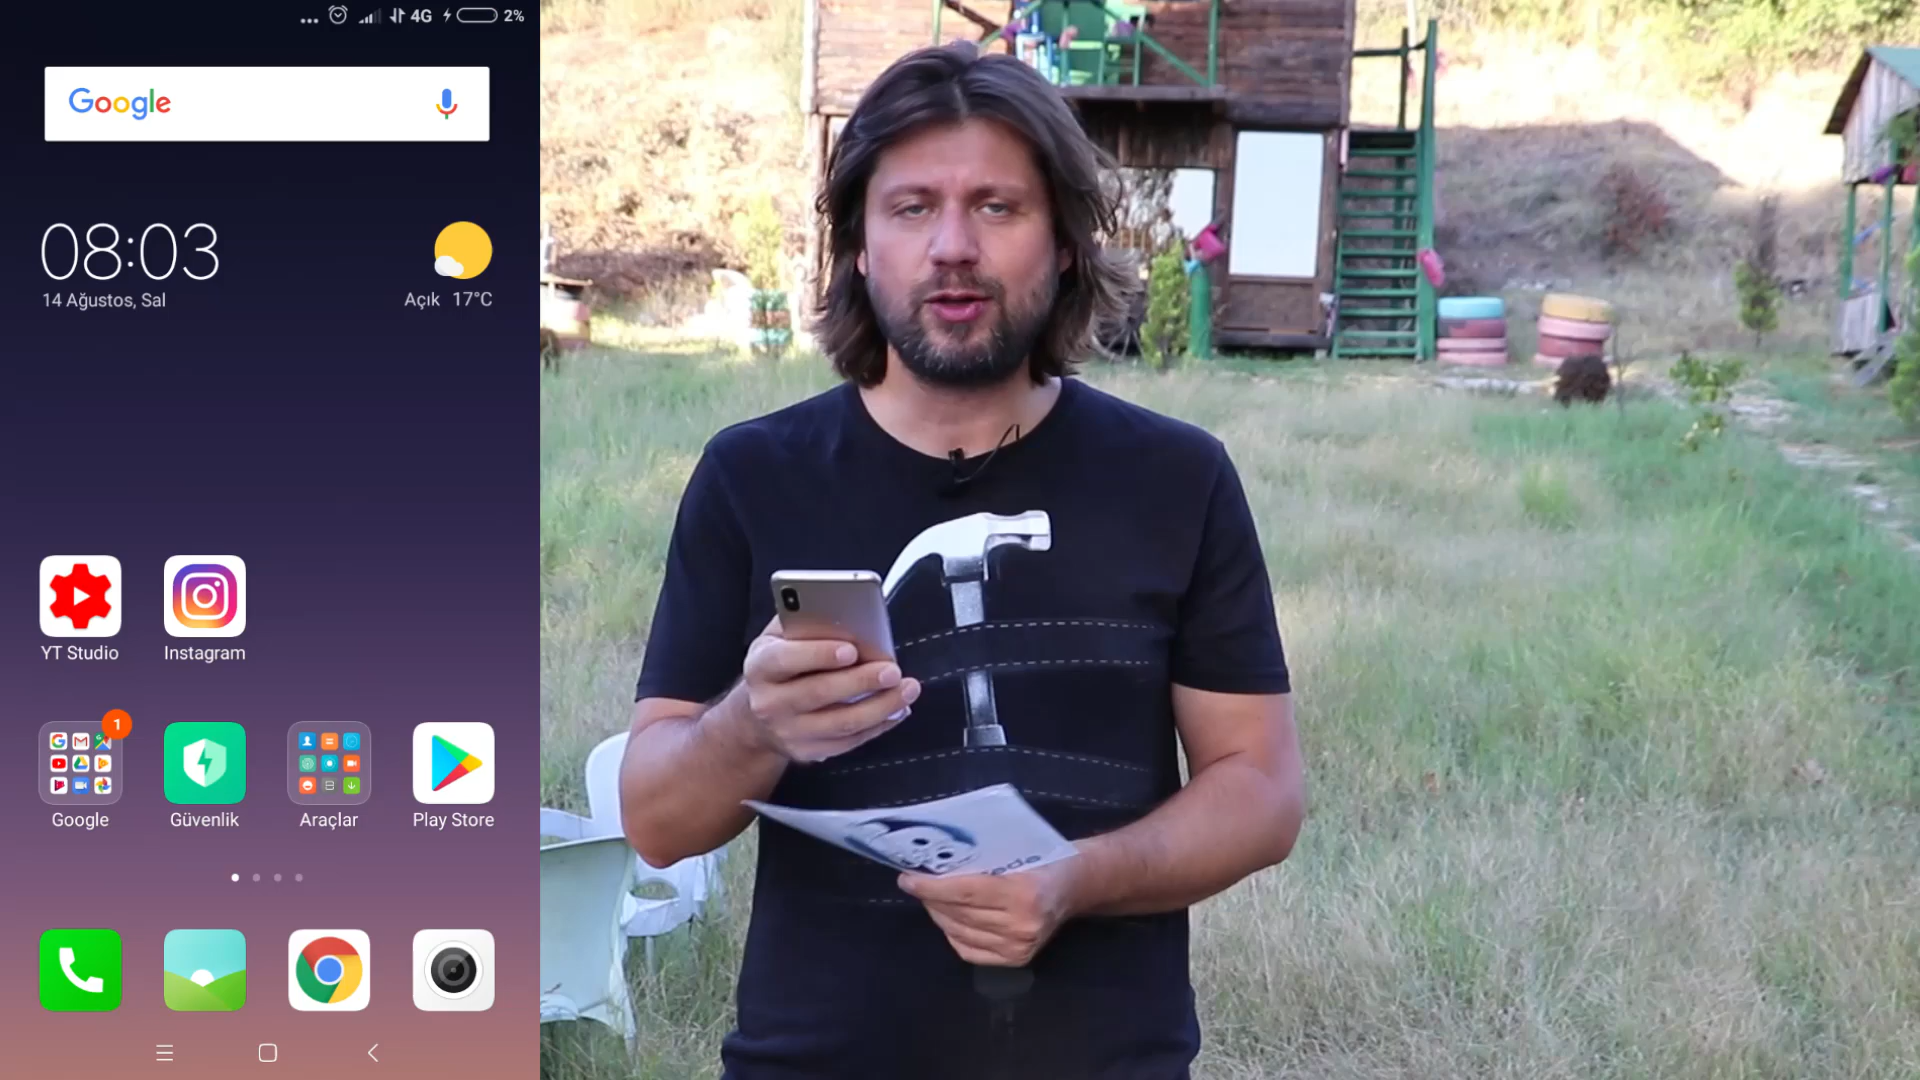 4G 2%
Google
08:03
14 Ağustos, Sal
Açık 17°C
YT Studio
Instagram
1
Google
Güvenlik
Araçlar
Play Store